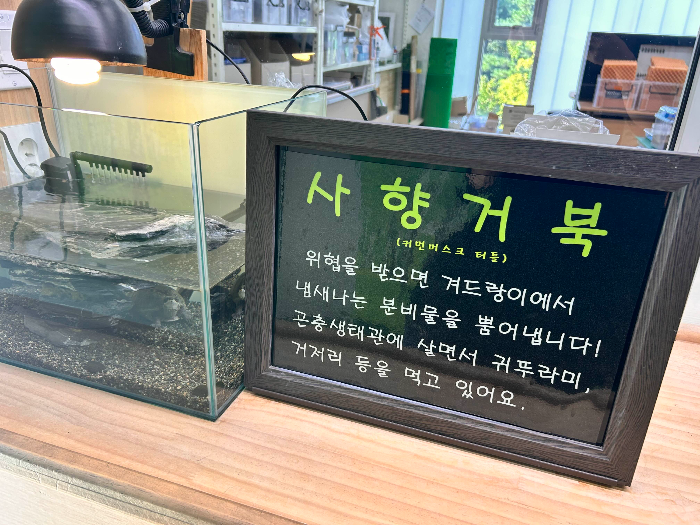 사향거북
(커먼머스크 터틀)
위협을 받으면 겨드랑이에서
냄새나는 분비물을 뿜어냅니다!
곤충생태관에 살면서 귀뚜라미,
거저리 등을 먹고 있어요.